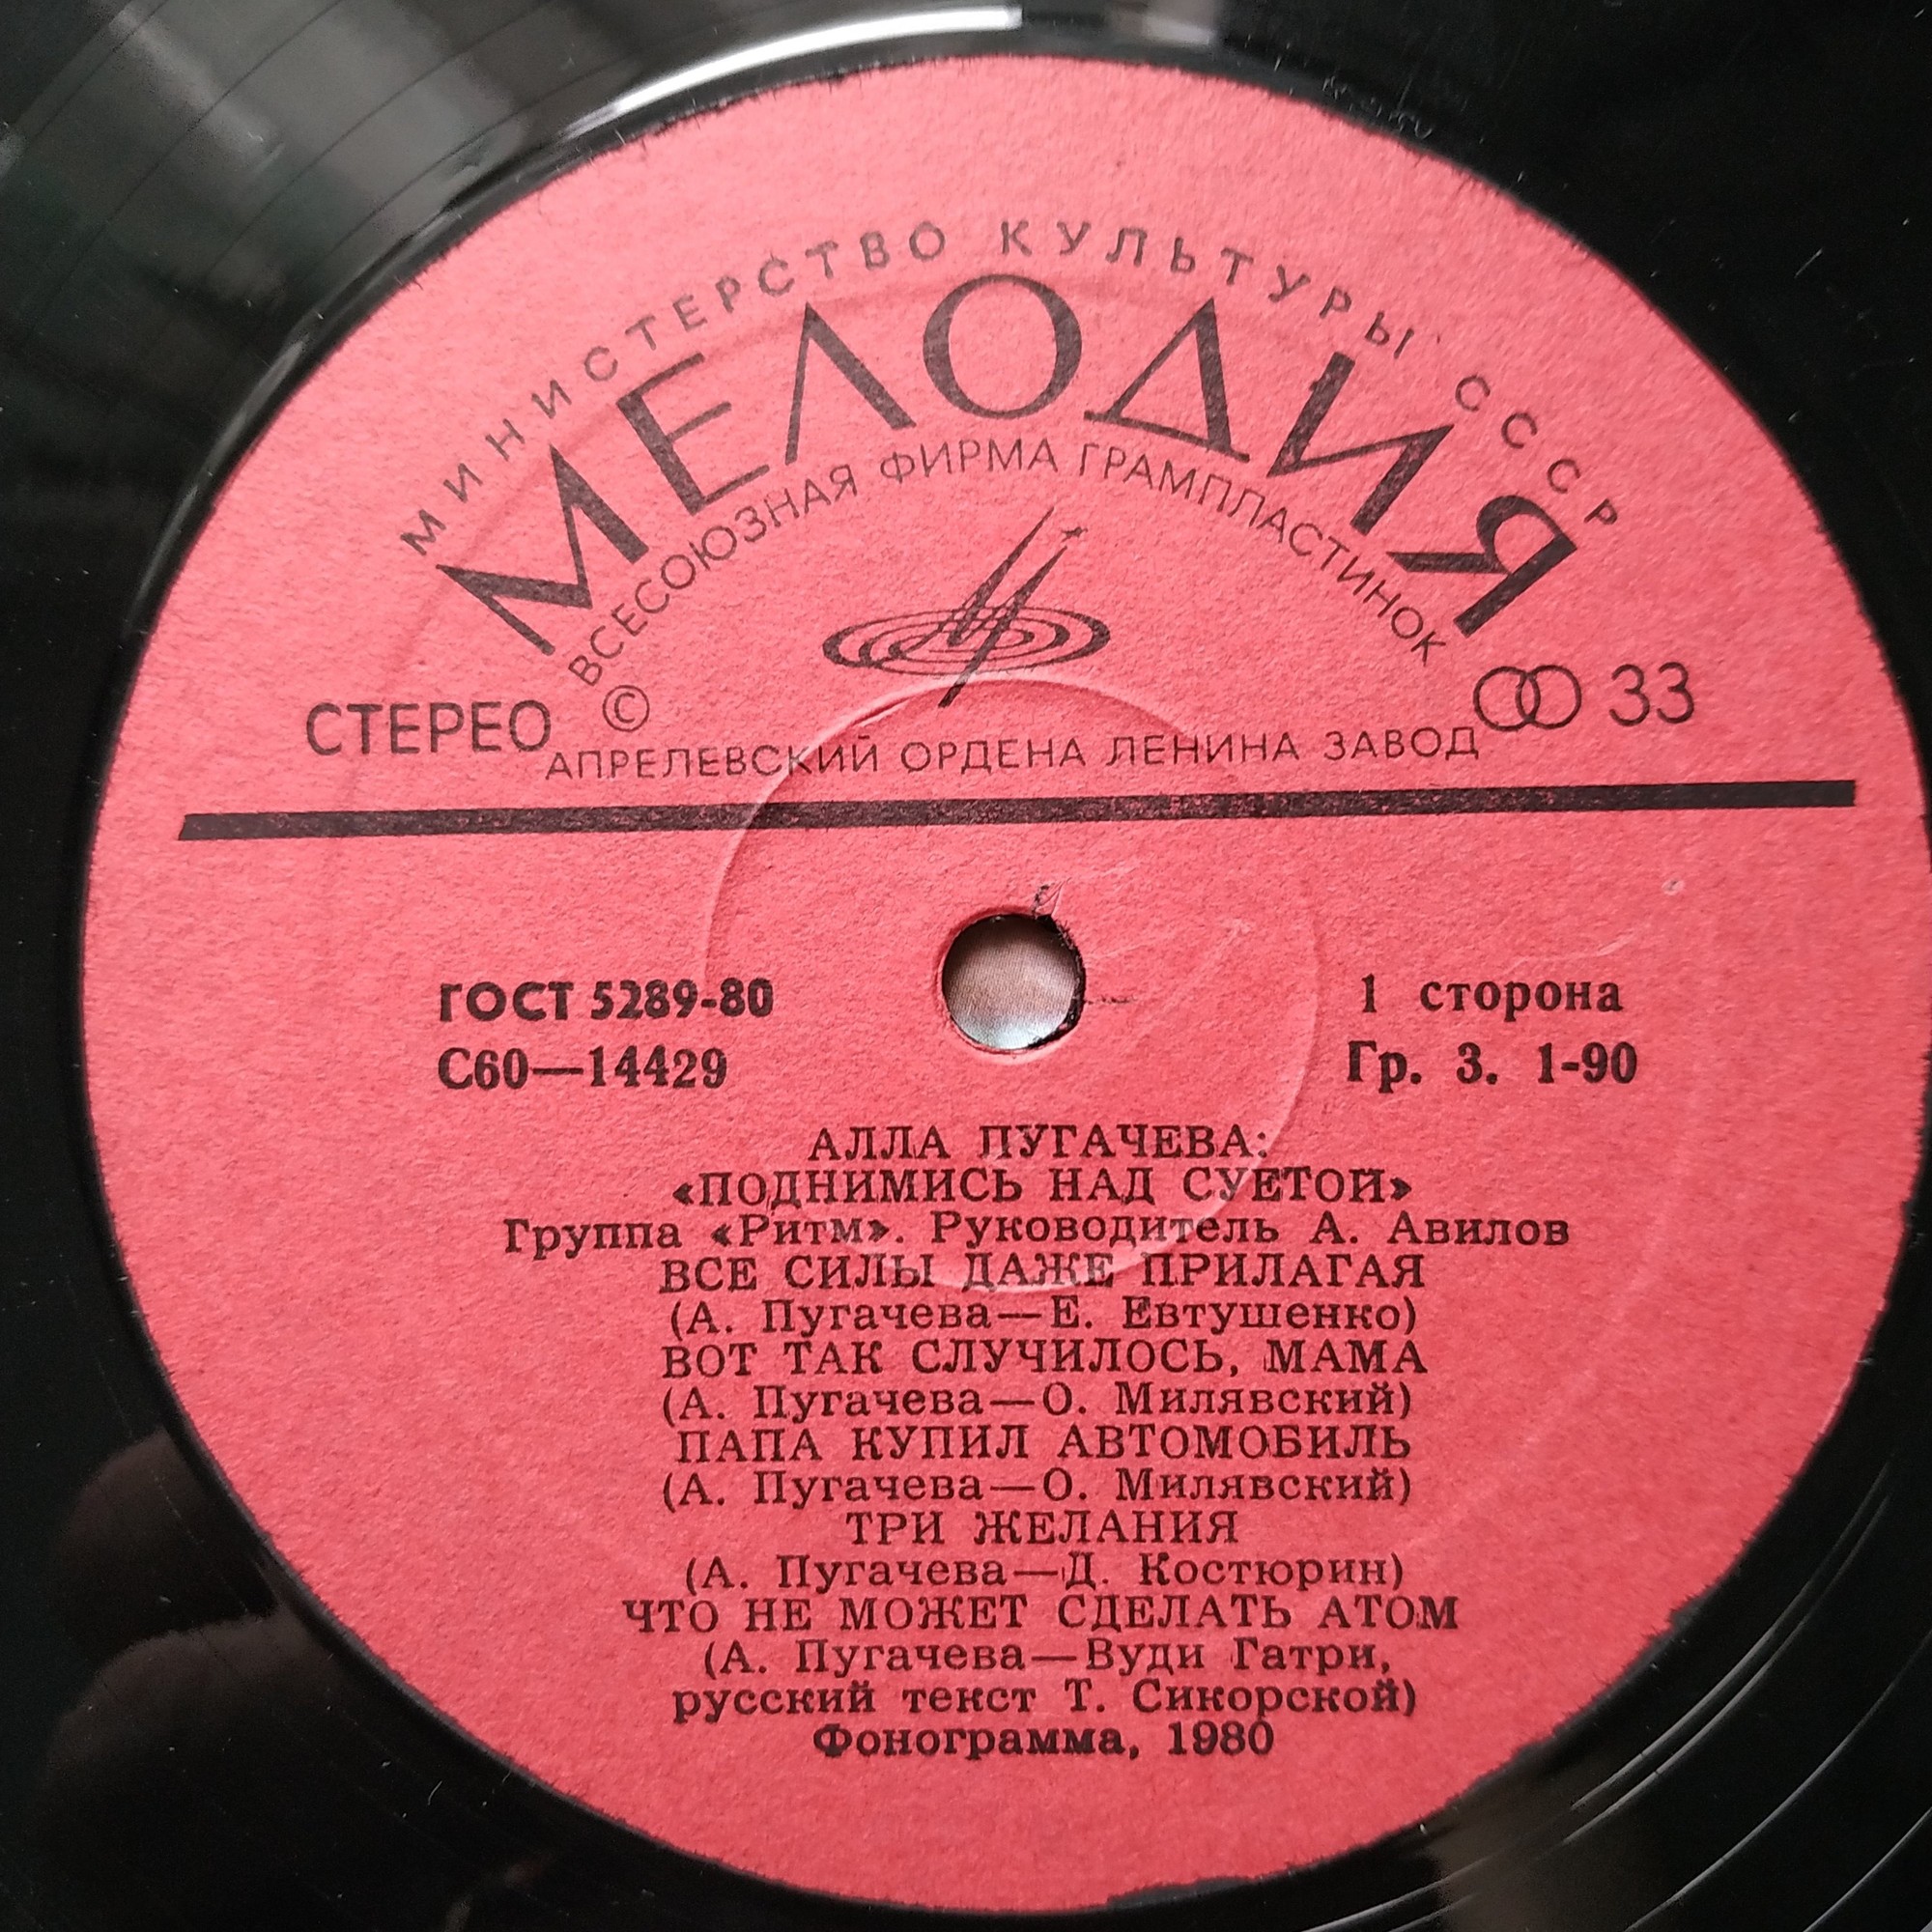 МИНИСТЕРСТВО КУЛЬТУРЫ СССР
МЕЛОДИЯ
ВСЕСОЮЗНАЯ ФИРМА ГРАМПЛАСТИНОК
СТЕРЕО © 33
АПРЕЛЕВСКИЙ ОРДЕНА ЛЕНИНА ЗАВОД
ГОСТ 5289-80 1 сторона
С60—14429 Гр. 3. 1-90
АЛЛА ПУГАЧЕВА:
«ПОДНИМИСЬ НАД СУЕТОЙ»
Группа «Ритм». Руководитель А. Авилов
ВСЕ СИЛЫ ДАЖЕ ПРИЛАГАЯ
(А. Пугачева—Е. Евтушенко)
ВОТ ТАК СЛУЧИЛОСЬ, МАМА
(А. Пугачева—О. Милявский)
ПАПА КУПИЛ АВТОМОБИЛЬ
(А. Пугачева—О. Милявский)
ТРИ ЖЕЛАНИЯ
(А. Пугачева—Д. Костюрин)
ЧТО НЕ МОЖЕТ СДЕЛАТЬ АТОМ
(А. Пугачева—Вуди Гатри,
русский текст Т. Сикорской)
Фонограмма, 1980